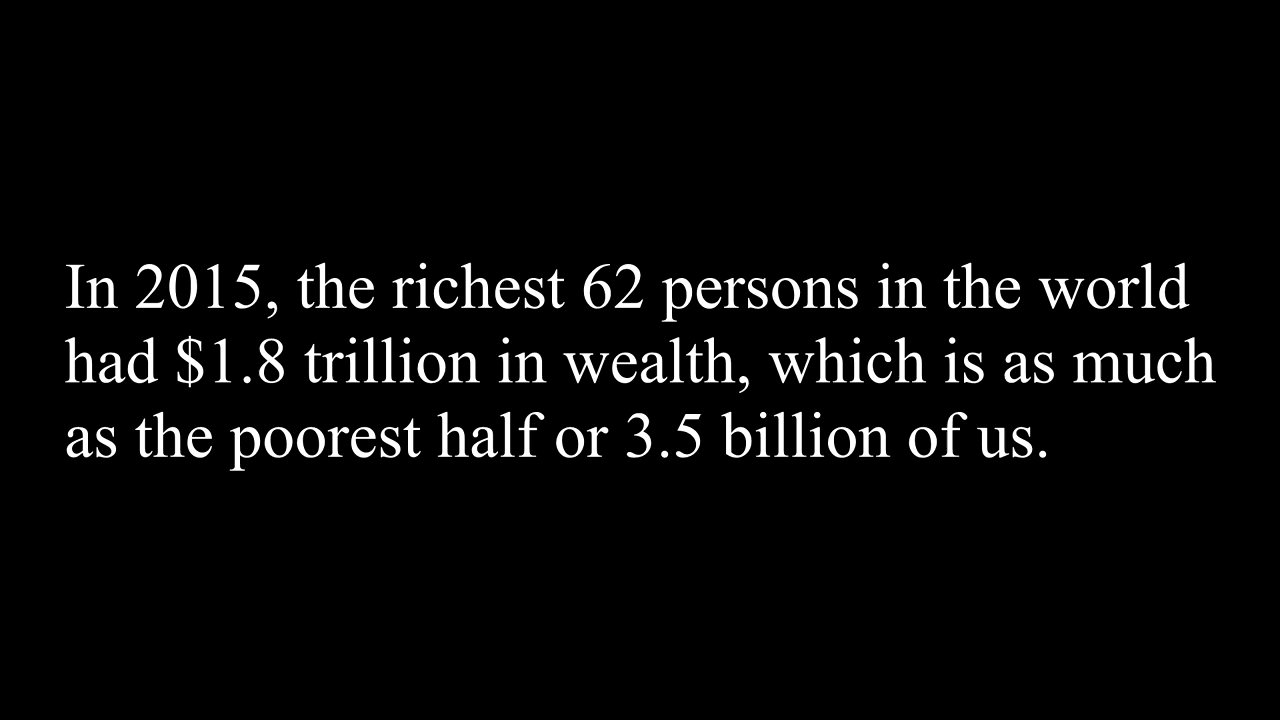 In 2015, the richest 62 persons in the world
had $1.8 trillion in wealth, which is as much
as the poorest half or 3.5 billion of us.